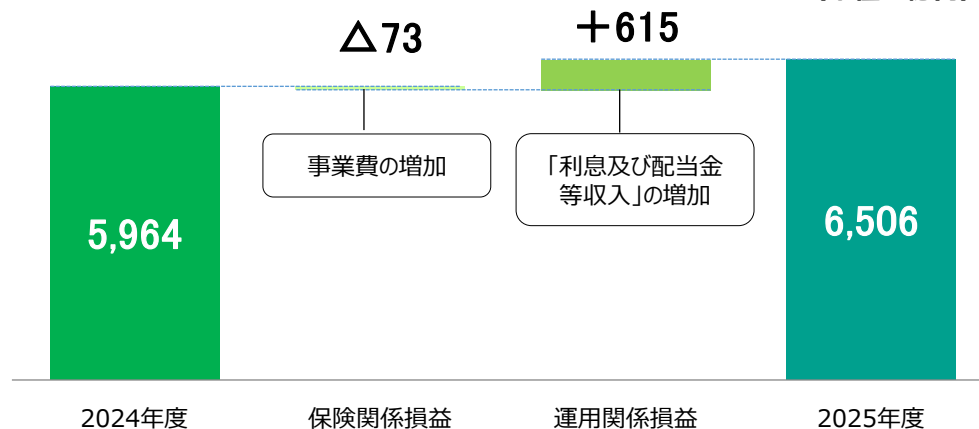 △73
＋615
事業費の増加
「利息及び配当金
等収入」の増加
5,964
6,506
2024年度
保険関係損益
運用関係損益
2025年度